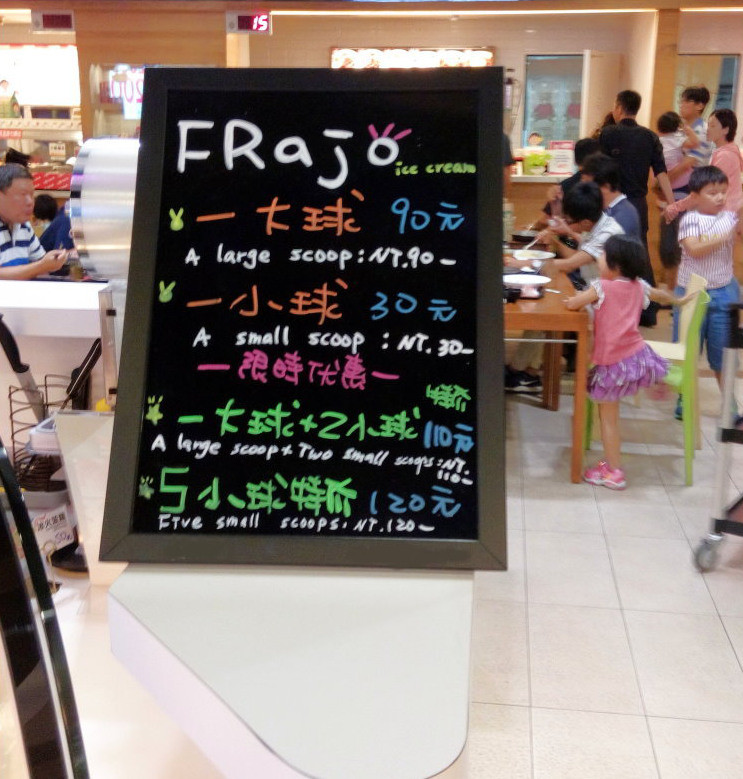 15
FRajo
ice cream
一大球 90元
A large scoop:NT.90-
一小球 30元
A small scoop :NT.30-
一限時优惠一
特價
一大球+2小球 110元
A large scoop+Two small scoops:NT.
110-
5小球特價 120元
Five small scoops:NT.120-